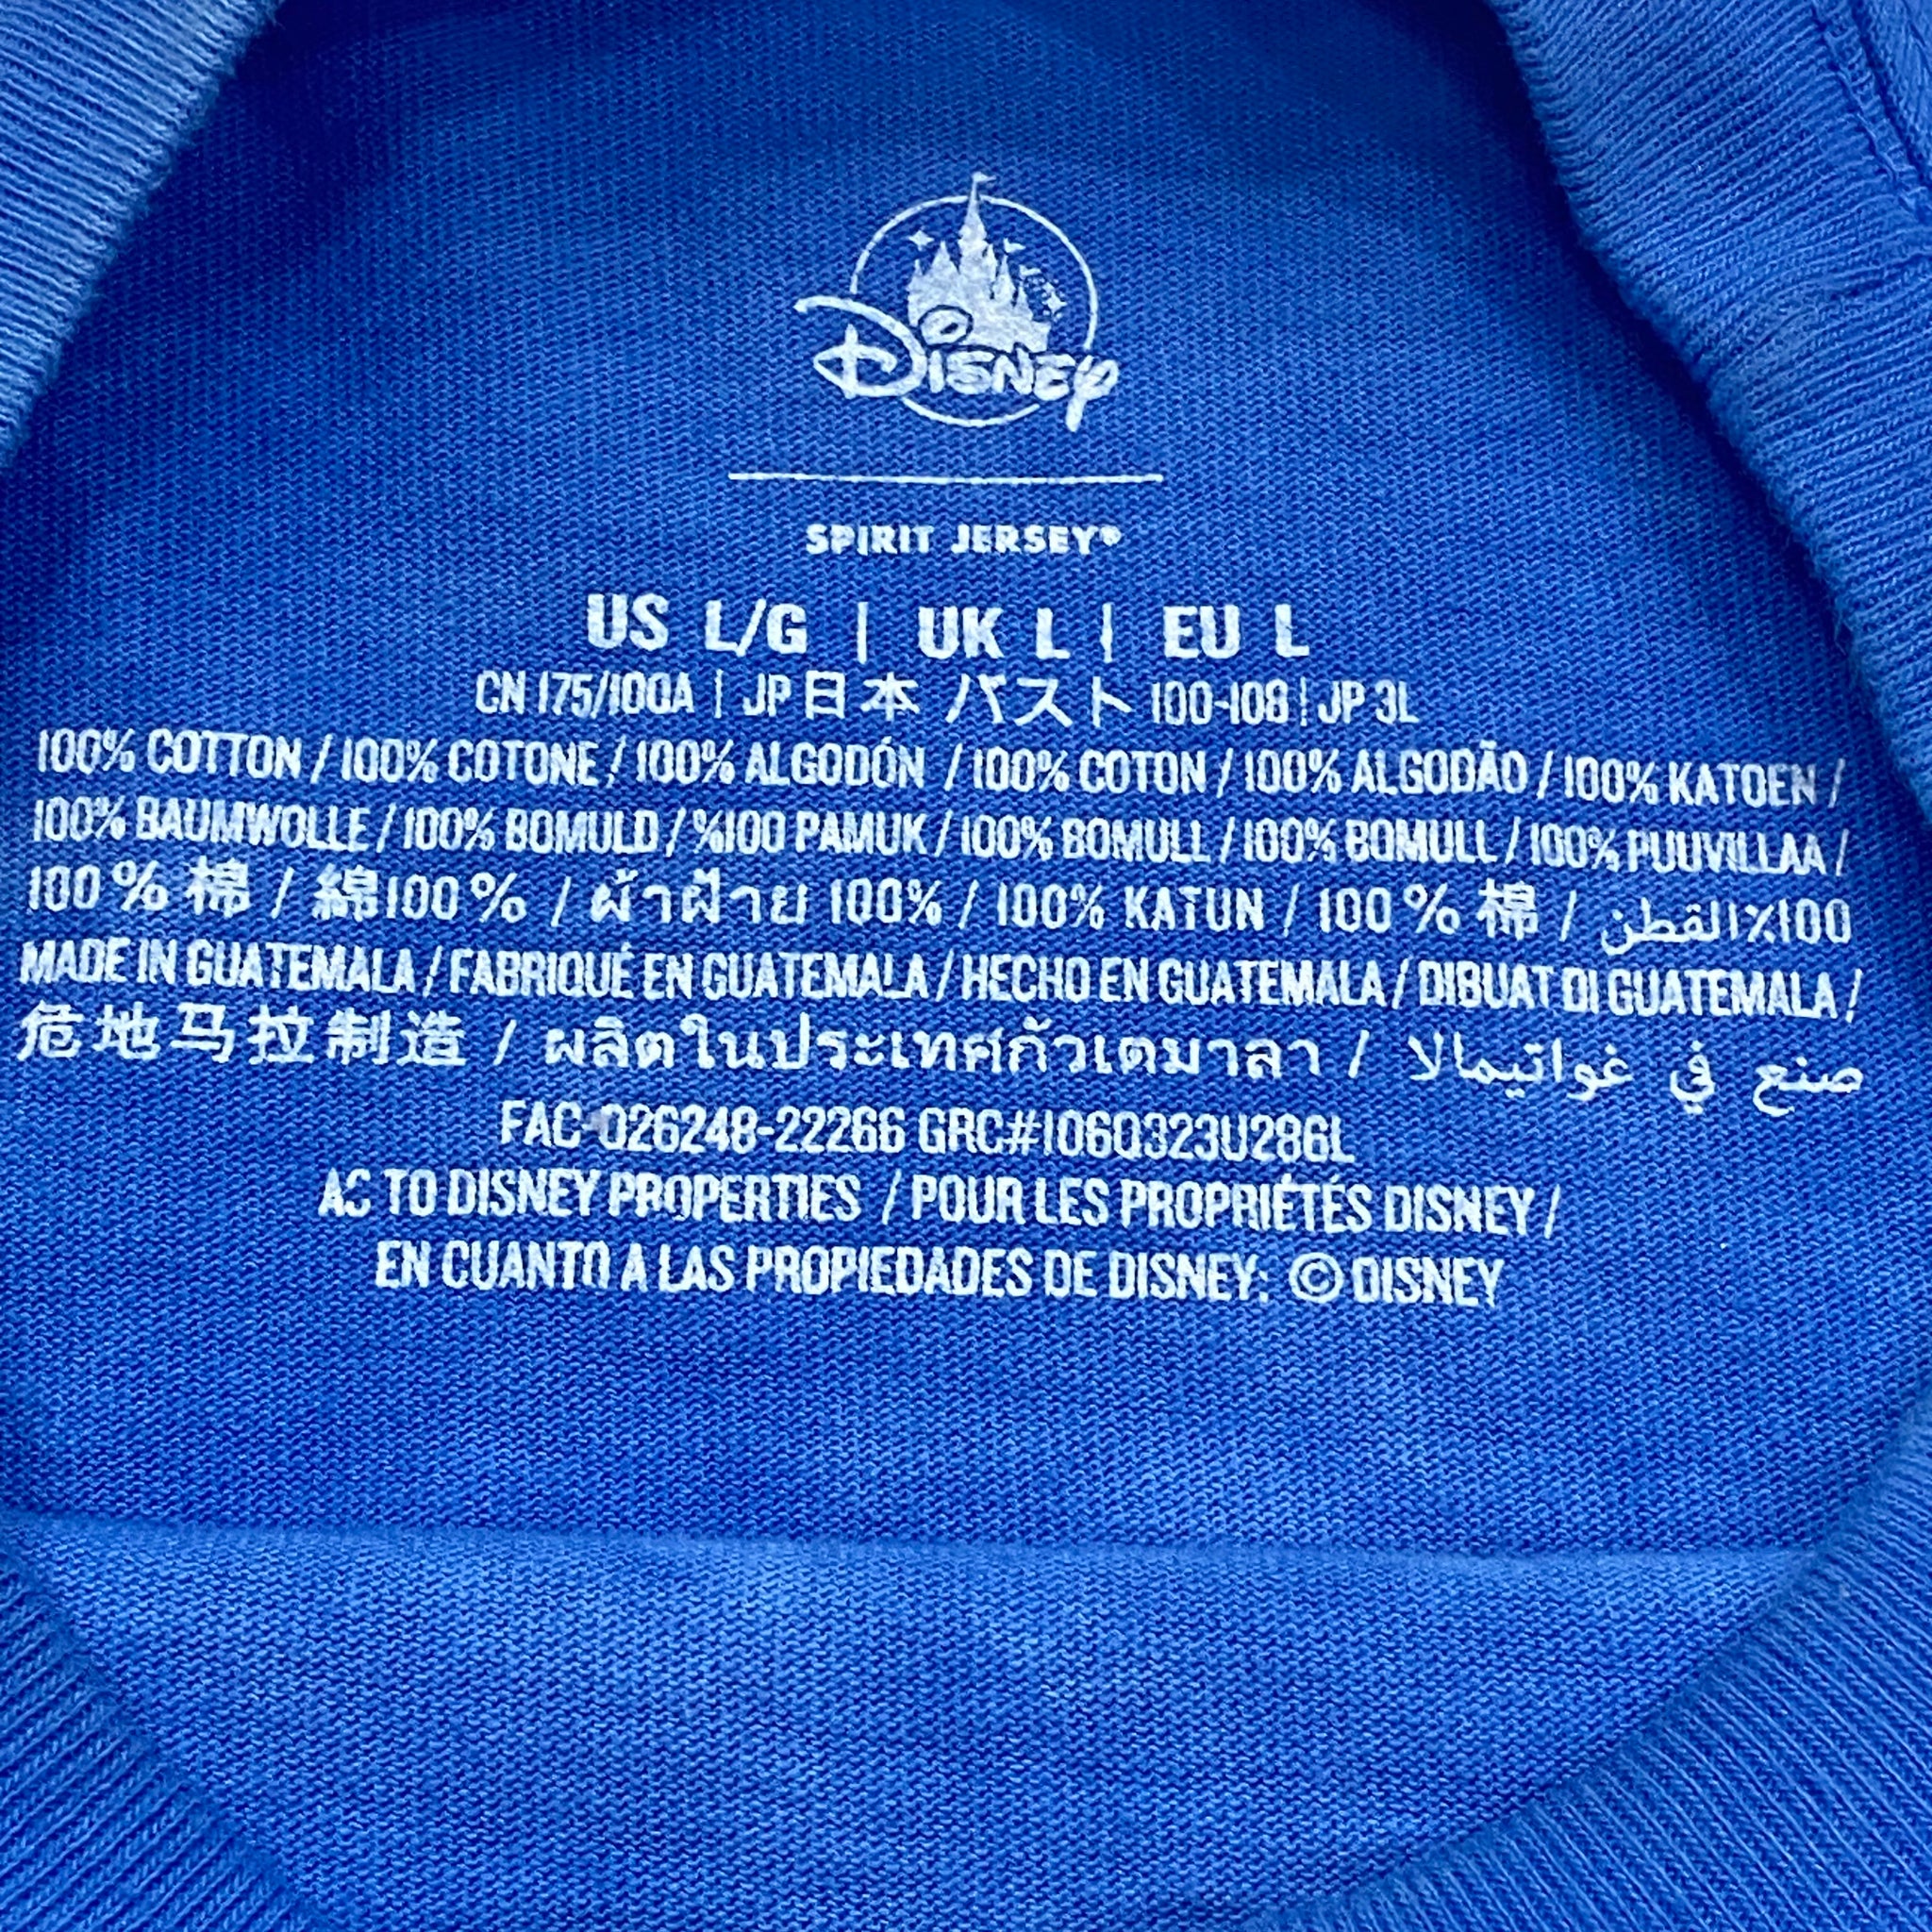 Disney
SPIRIT JERSEY®
US L/G | UK L | EU L
CN 175/100A | JP 日本 バスト 100-108 | JP 3L
100% COTTON / 100% COTONE / 100% ALGODÓN / 100% COTON / 100% ALGODÃO / 100% KATOEN /
100% BAUMWOLLE / 100% BOMULD / %100 PAMUK / 100% BOMULL / 100% BOMULL / 100% PUUVILLAA /
100% 棉 / 綿100% / ผ้าฝ้าย 100% / 100% KATUN / 100% 棉 / 100٪القطن
MADE IN GUATEMALA / FABRIQUÉ EN GUATEMALA / HECHO EN GUATEMALA / DIBUAT DI GUATEMALA /
危地马拉制造 / ผลิตในประเทศกัวเตมาลา / صنع في غواتيمالا
FAC-026248-22266 GRC#1060323U286L
AS TO DISNEY PROPERTIES / POUR LES PROPRIÉTÉS DISNEY /
EN CUANTO A LAS PROPIEDADES DE DISNEY: © DISNEY